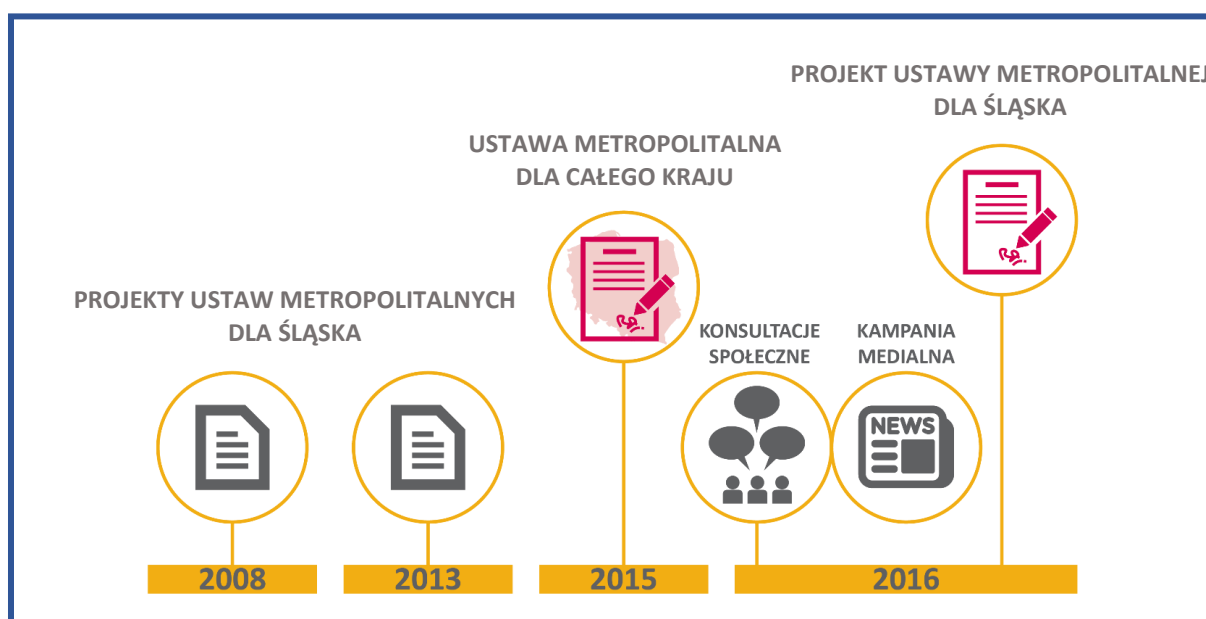 PROJEKT USTAWY METROPOLITALNEJ
DLA ŚLĄSKA
USTAWA METROPOLITALNA
DLA CAŁEGO KRAJU
PROJEKTY USTAW METROPOLITALNYCH
DLA ŚLĄSKA
KONSULTACJE
SPOŁECZNE
KAMPANIA
MEDIALNA
NEWS
2008
2013
2015
2016